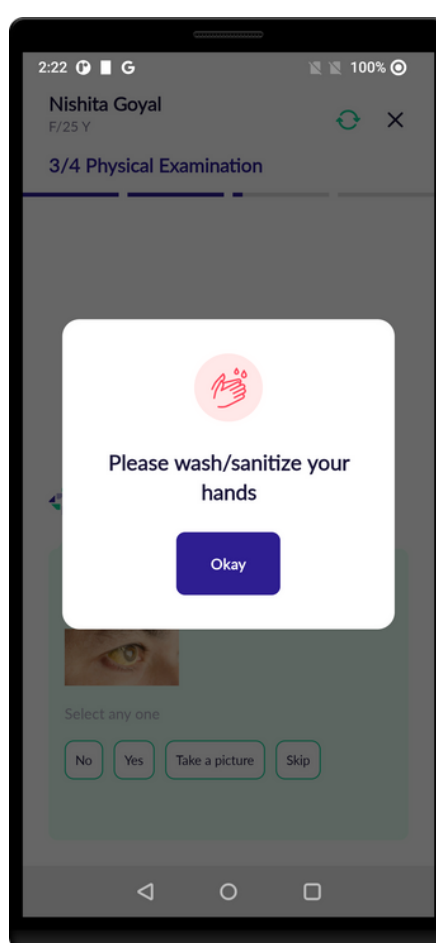 2:22 G 100%
Nishita Goyal
F/25 Y
3/4 Physical Examination
Please wash/sanitize your
hands
Okay
Select any one
No Yes Take a picture Skip